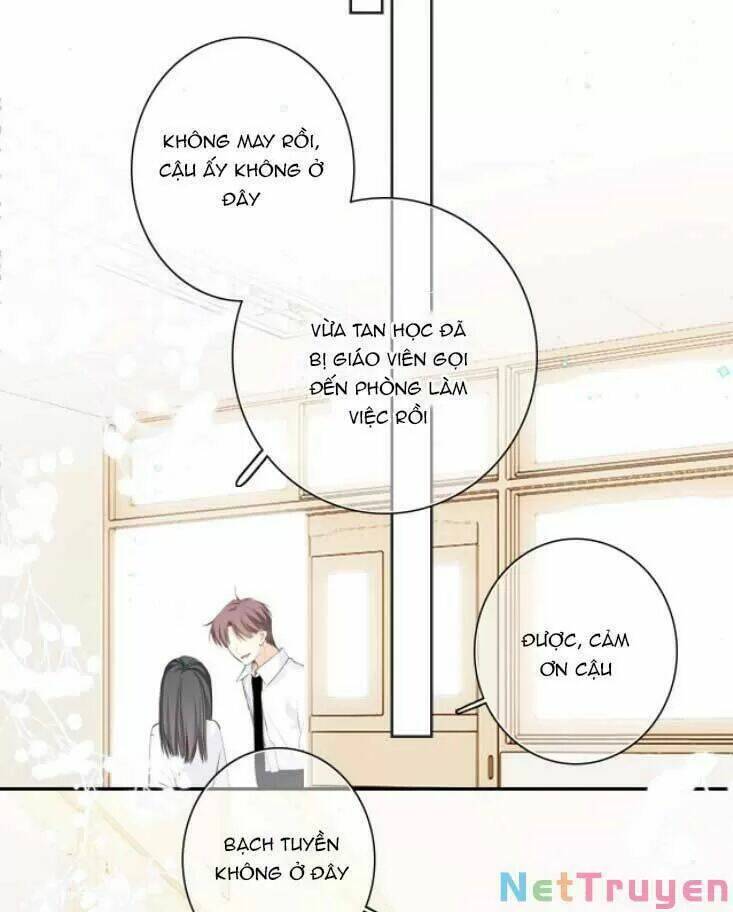 KHÔNG MAY RỒI,
CẬU ẤY KHÔNG Ở
ĐÂY
VỪA TAN HỌC ĐÃ
BỊ GIÁO VIÊN GỌI
ĐẾN PHÒNG LÀM
VIỆC RỒI
ĐƯỢC, CẢM
ƠN CẬU
BẠCH TUYỀN
KHÔNG Ở ĐÂY
NetTruyen